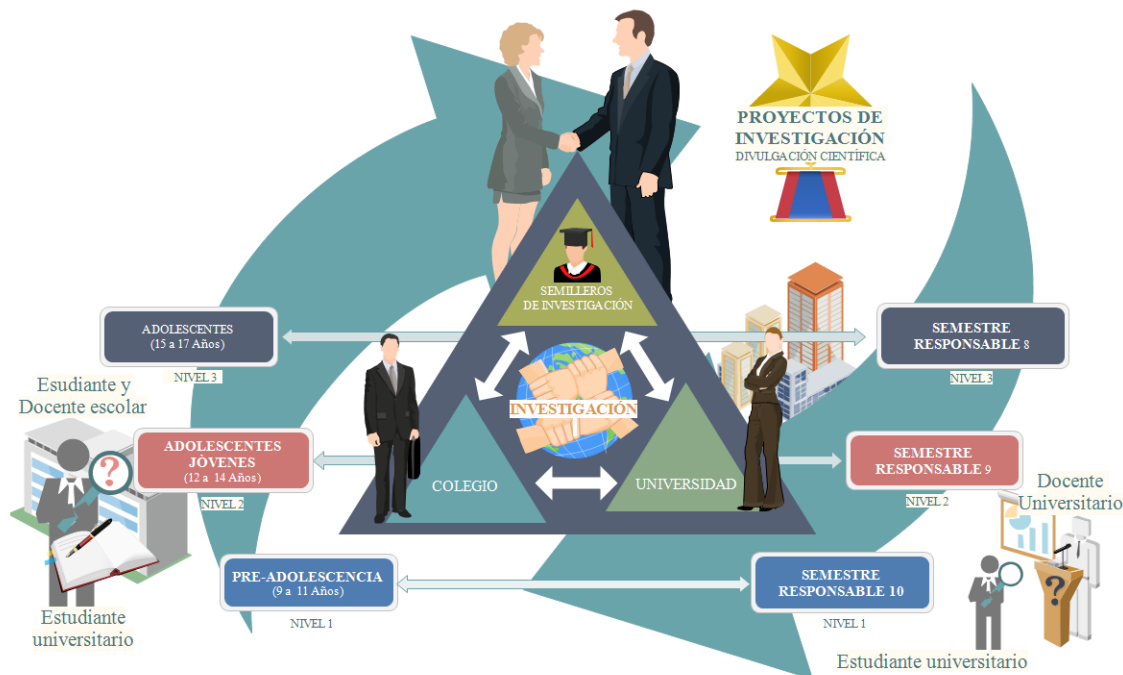 PROYECTOS DE
INVESTIGACIÓN
DIVULGACIÓN CIENTÍFICA
SEMILLEROS
DE INVESTIGACIÓN
ADOLESCENTES
(15 a 17 Años)
NIVEL 3
SEMESTRE
RESPONSABLE 8
NIVEL 3
Esudiante y
Docente escolar
INVESTIGACIÓN
ADOLESCENTES
JÒVENES
(12 a 14 Años)
NIVEL 2
COLEGIO
UNIVERSIDAD
SEMESTRE
RESPONSABLE 9
NIVEL 2
Docente
Universitario
PRE-ADOLESCENCIA
(9 a 11 Años)
NIVEL 1
SEMESTRE
RESPONSABLE 10
NIVEL 1
Estudiante
universitario
Estudiante universitario
?
?